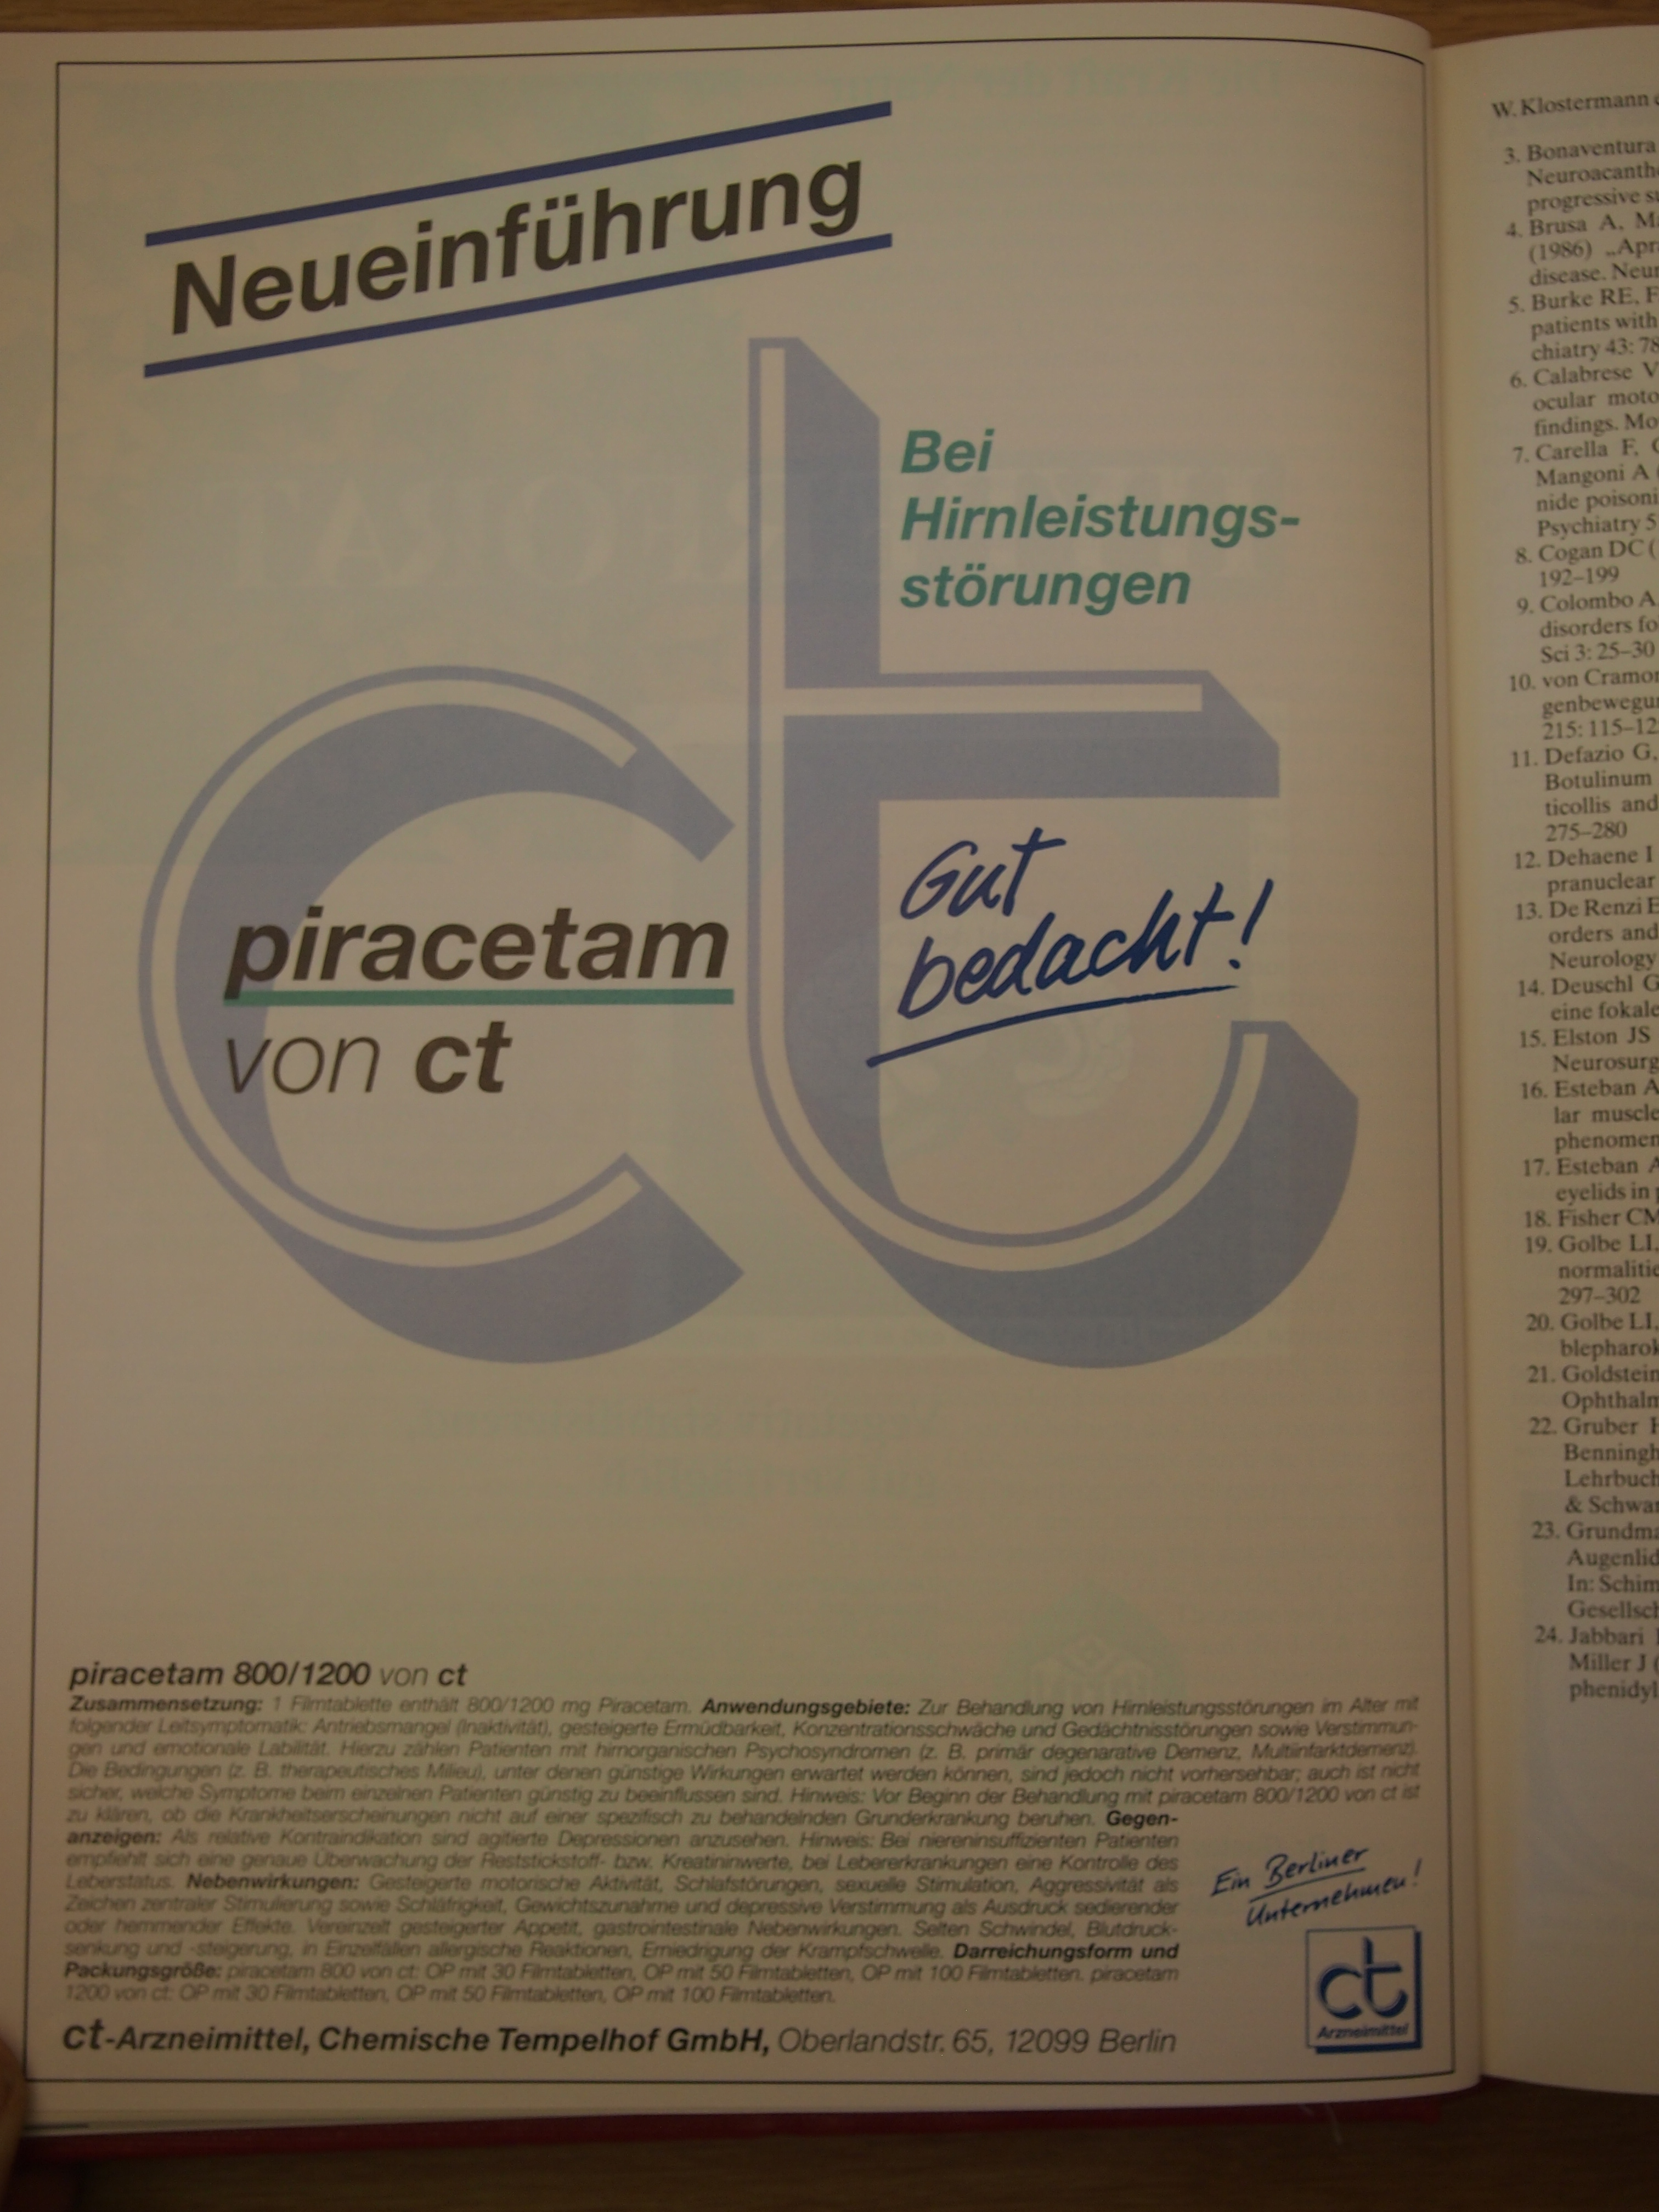 Neueinführung
Bei
Hirnleistungs-
störungen
Gut
bedacht!
piracetam
von ct
piracetam 800/1200 von ct
Zusammensetzung: 1 Filmtablette enthält 800/1200 mg Piracetam. Anwendungsgebiete: Zur Behandlung von Hirnleistungsstörungen im Alter mit
folgender Leitsymptomatik: Antriebsmangel (Inaktivität), gesteigerte Ermüdbarkeit, Konzentrationsschwäche und Gedächtnisstörungen sowie Verstimmun-
gen und emotionale Labilität. Hierzu zählen Patienten mit hirnorganischen Psychosyndromen (z. B. primär degenarative Demenz, Multiinfarktdemenz).
Die Bedingungen (z. B. therapeutisches Milieu), unter denen günstige Wirkungen erwartet werden können, sind jedoch nicht vorhersehbar; auch ist nicht
sicher, welche Symptome beim einzelnen Patienten günstig zu beeinflussen sind. Hinweis: Vor Beginn der Behandlung mit piracetam 800/1200 von ct ist
zu klären, ob die Krankheitserscheinungen nicht auf einer spezifisch zu behandelnden Grunderkrankung beruhen. Gegen-
anzeigen: Als relative Kontraindikation sind agitierte Depressionen anzusehen. Hinweis: Bei niereninsuffizienten Patienten
empfiehlt sich eine genaue Überwachung der Reststickstoff- bzw. Kreatininwerte, bei Lebererkrankungen eine Kontrolle des
Leberstatus. Nebenwirkungen: Gesteigerte motorische Aktivität, Schlafstörungen, sexuelle Stimulation, Aggressivität als
Zeichen zentraler Stimulierung sowie Schläfrigkeit, Gewichtszunahme und depressive Verstimmung als Ausdruck sedierender
oder hemmender Effekte. Vereinzelt gesteigerter Appetit, gastrointestinale Nebenwirkungen. Selten Schwindel, Blutdruck-
senkung und -steigerung, in Einzelfällen allergische Reaktionen, Erniedrigung der Krampfschwelle. Darreichungsform und
Packungsgröße: piracetam 800 von ct: OP mit 30 Filmtabletten, OP mit 50 Filmtabletten, OP mit 100 Filmtabletten. piracetam
1200 von ct: OP mit 30 Filmtabletten, OP mit 50 Filmtabletten, OP mit 100 Filmtabletten.
ct-Arzneimittel, Chemische Tempelhof GmbH, Oberlandstr. 65, 12099 Berlin
Ein Berliner
Unternehmen!
ct
Arzneimittel
W. Klostermann
3. Bonaventura
progressive
4. Brusa A,
(1986)
disease.
5. Burke RE,
patients with
chiatry 43:
6. Calabrese
ocular
findings.
7. Carella F,
Mangoni A
nide
Psychiatry
8. Cogan DC (
192–199
9. Colombo A
disorders
Sci 3: 25–30
10. von
215:
11. Defazio G,
Botulinum
ticollis and
275–280
12. Dehaene I
pranuclear
13. De Renzi
orders and
Neurology
14. Deuschl
eine
15. Elston JS
16. Esteban
lar
17. Esteban
eyelids in
18. Fisher
19. Golbe LI,
297–302
20. Golbe LI,
21.
22. Gruber
&
23.
In:
24. Jabbari
Miller J (